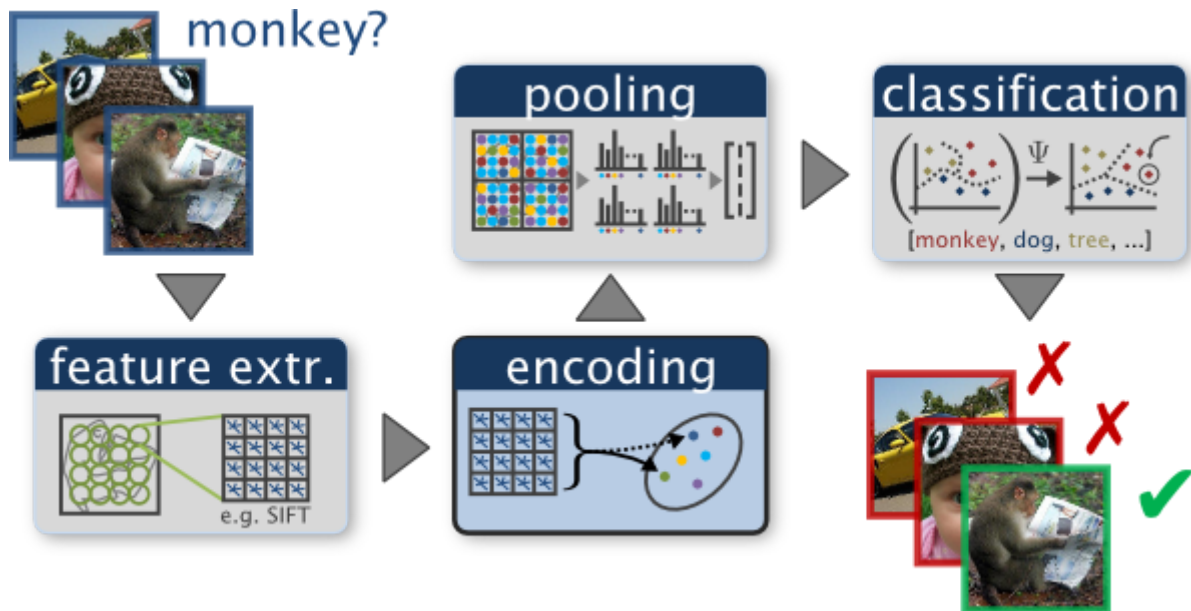 monkey?
feature extr.
e.g. SIFT
encoding
pooling
classification
Ψ
[monkey, dog, tree, ...]